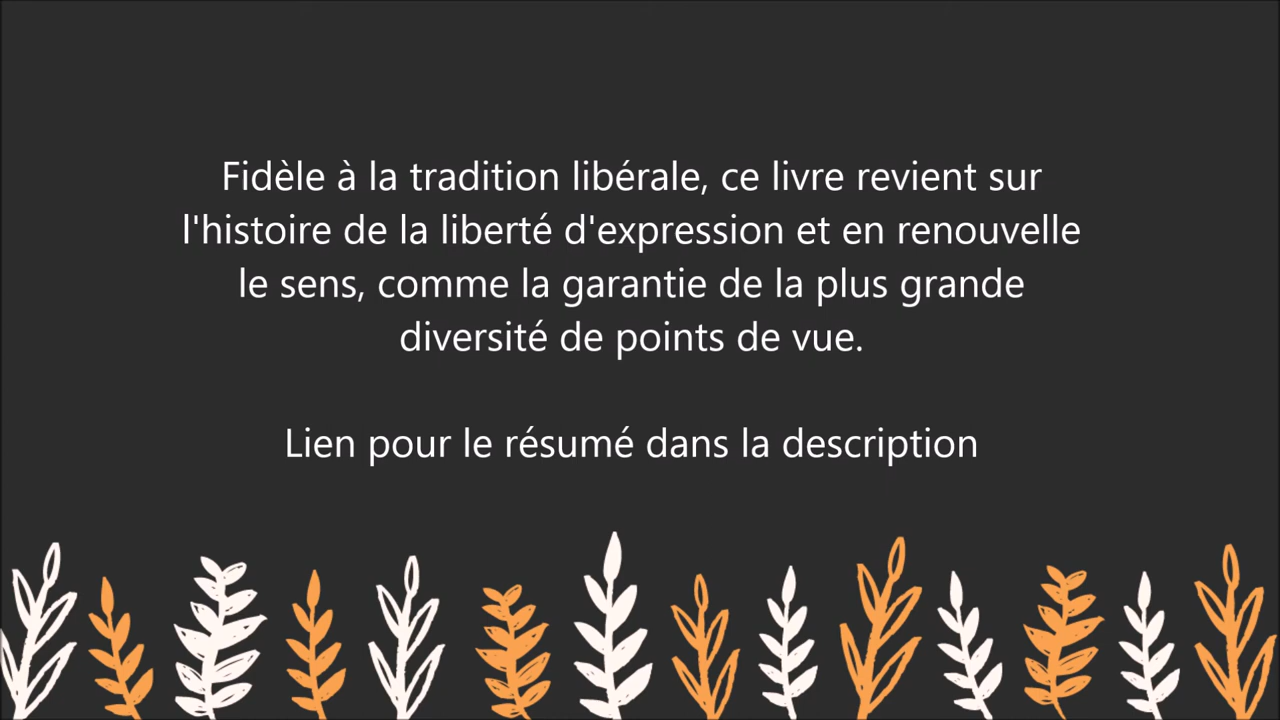 Fidèle à la tradition libérale, ce livre revient sur
l'histoire de la liberté d'expression et en renouvelle
le sens, comme la garantie de la plus grande
diversité de points de vue.
Lien pour le résumé dans la description